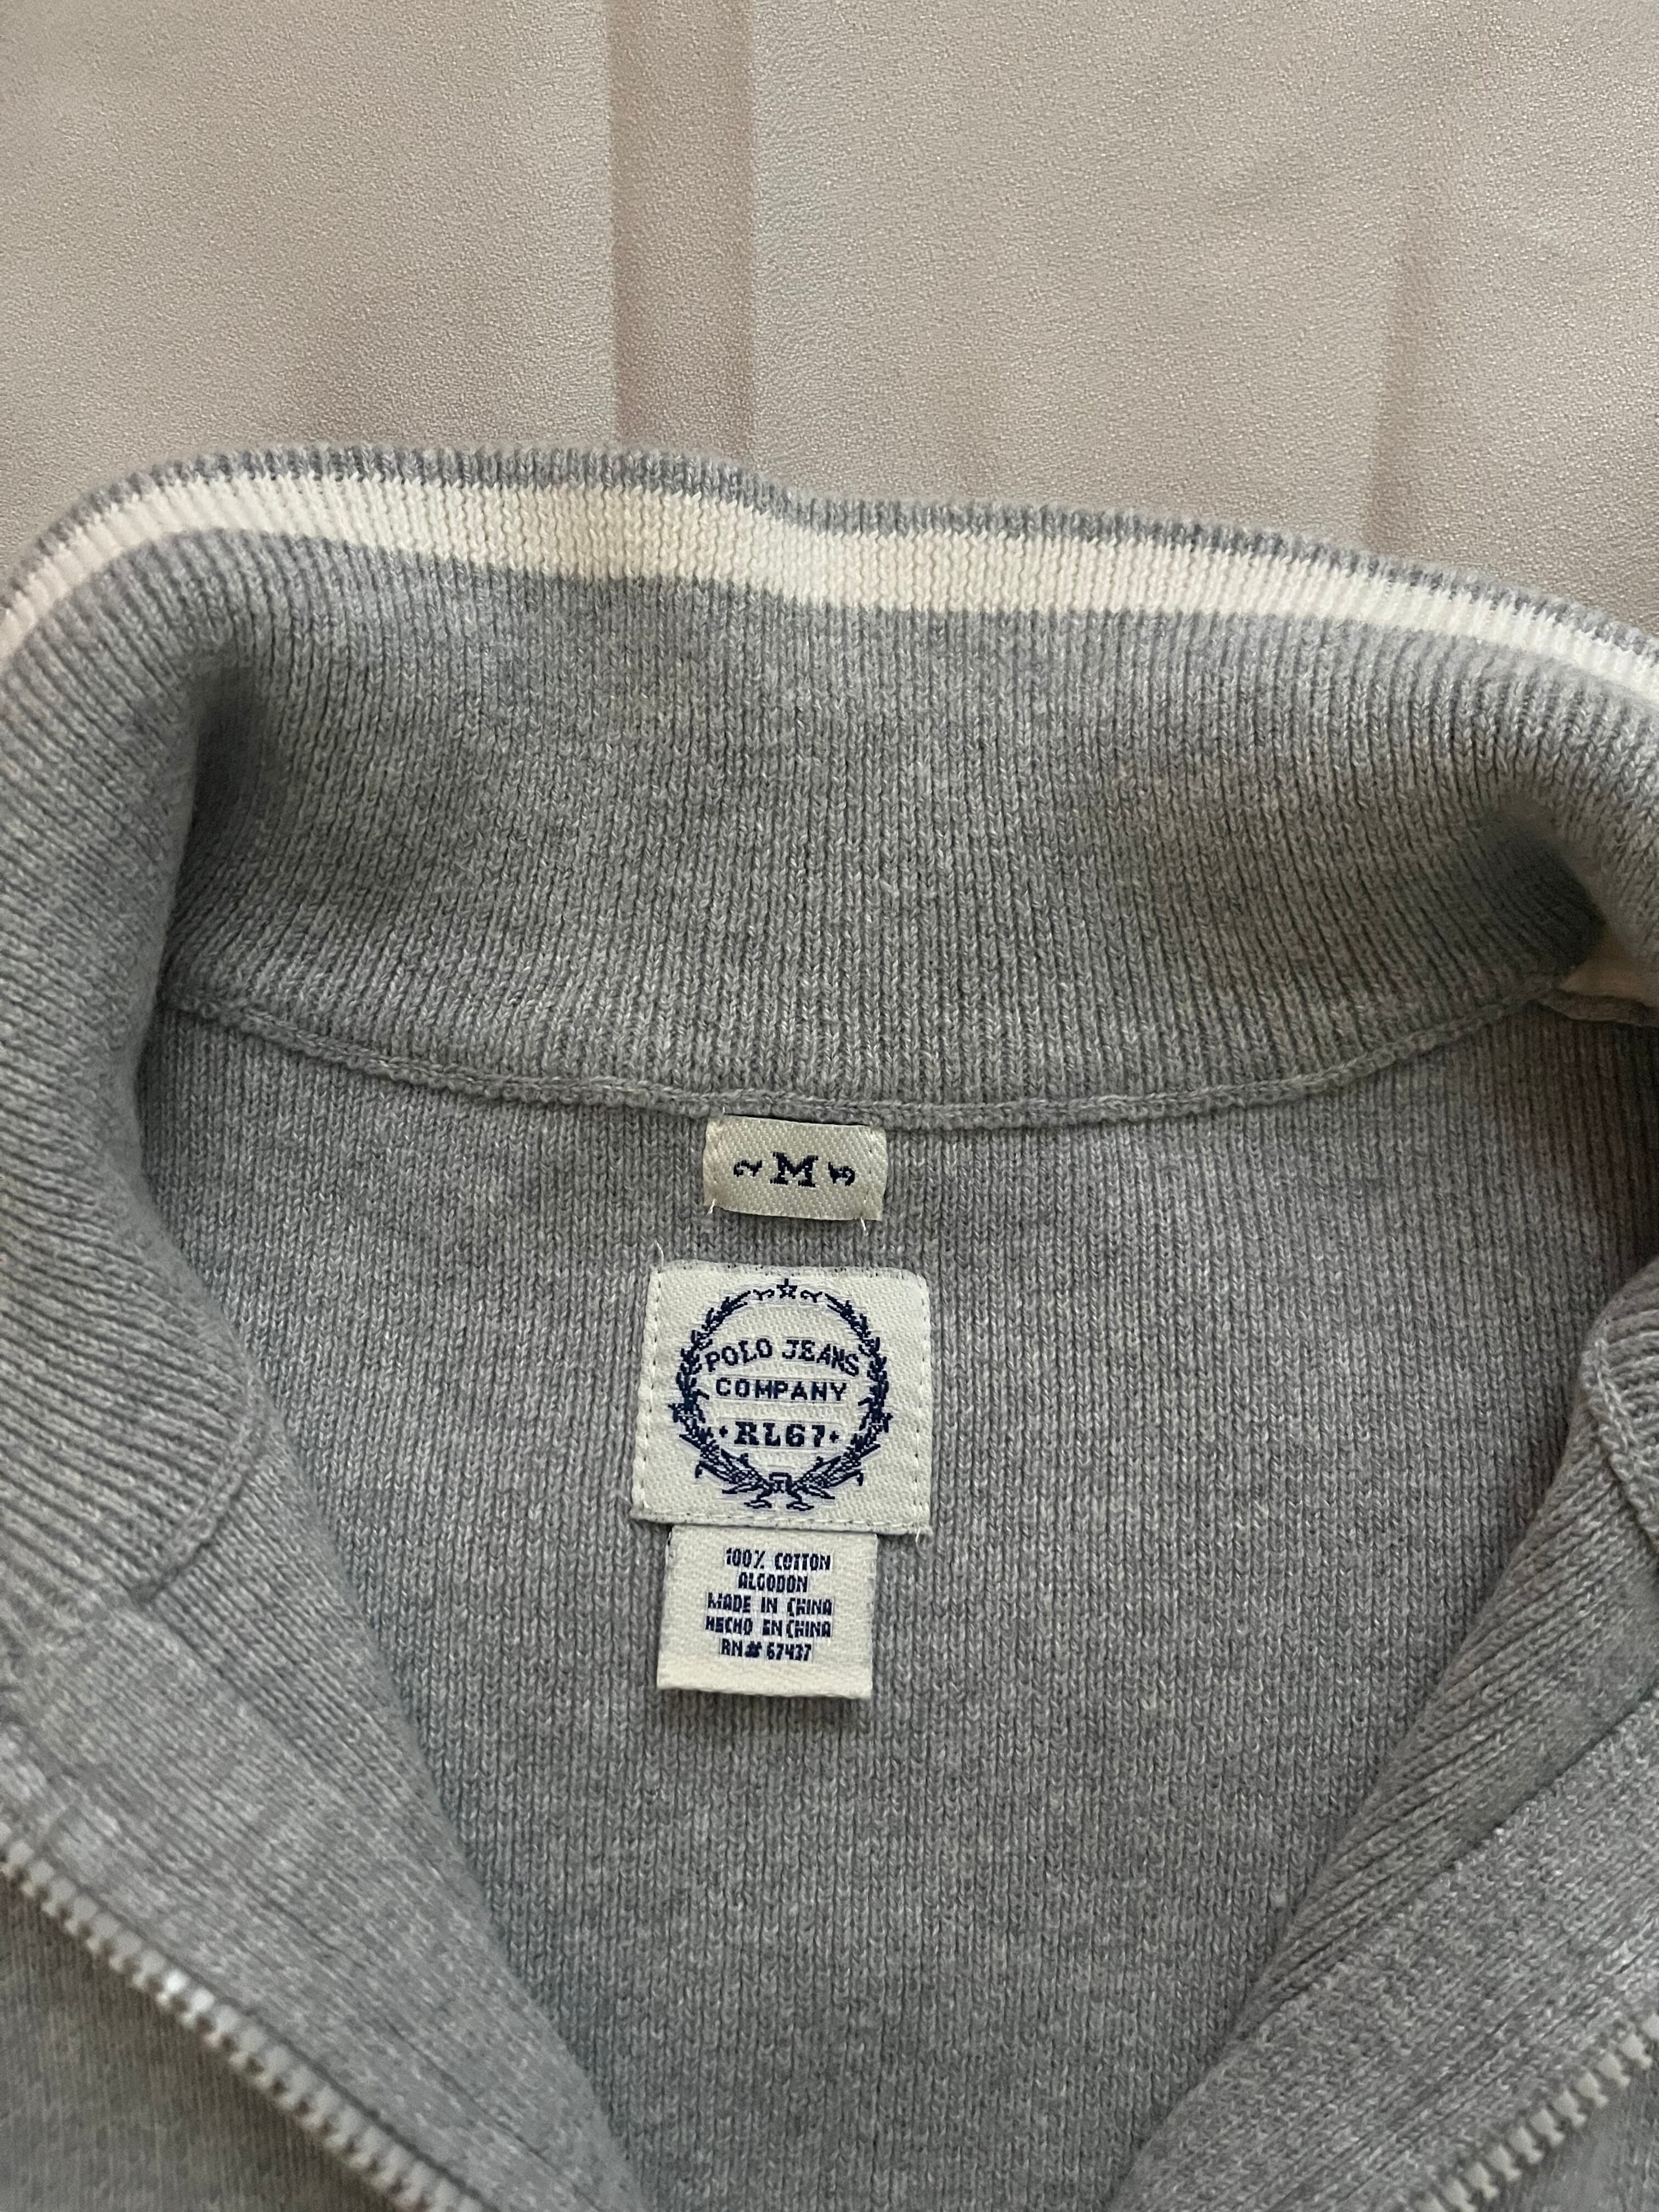 M
POLO JEANS
COMPANY
RL67
100% COTTON
ALGODON
MADE IN CHINA
HECHO EN CHINA
RN# 67437